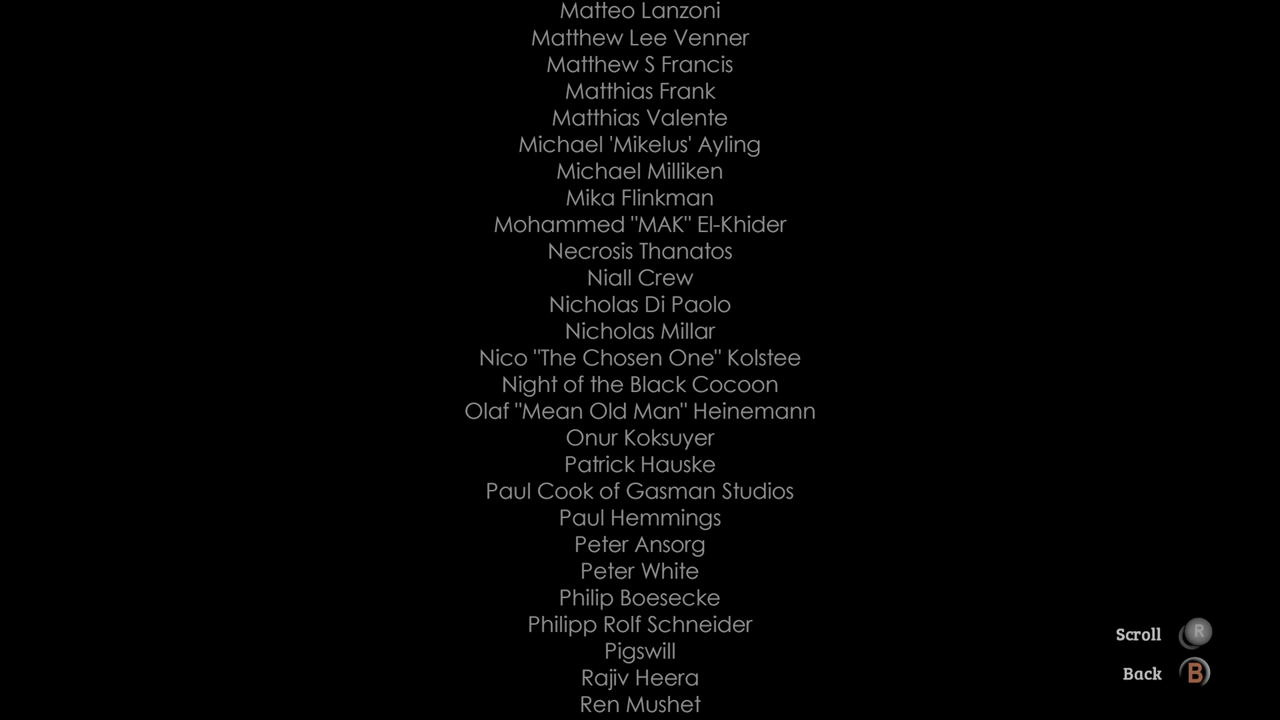 Matteo Lanzoni
Matthew Lee Venner
Matthew S Francis
Matthias Frank
Matthias Valente
Michael 'Mikelus' Ayling
Michael Milliken
Mika Flinkman
Mohammed "MAK" El-Khider
Necrosis Thanatos
Niall Crew
Nicholas Di Paolo
Nicholas Millar
Nico "The Chosen One" Kolstee
Night of the Black Cocoon
Olaf "Mean Old Man" Heinemann
Onur Koksuyer
Patrick Hauske
Paul Cook of Gasman Studios
Paul Hemmings
Peter Ansorg
Peter White
Philip Boesecke
Philipp Rolf Schneider
Pigswill
Rajiv Heera
Ren Mushet
Scroll R
Back B